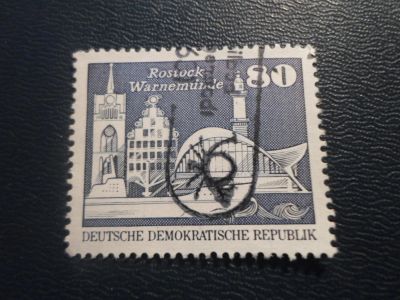 Rostock 80
Warnemünde
DEUTSCHE DEMOKRATISCHE REPUBLIK